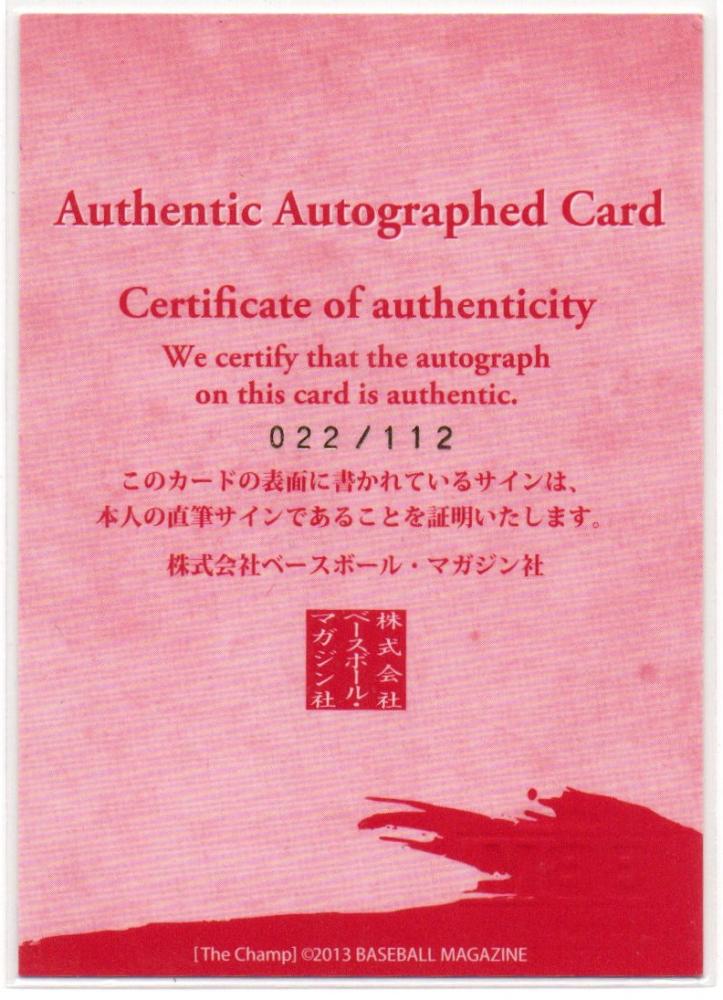 Authentic Autographed Card
Certificate of authenticity
We certify that the autograph
on this card is authentic.
022/112
このカードの表面に書かれているサインは、
本人の直筆サインであることを証明いたします。
株式会社ベースボール・マガジン社
株式会社
ベースボール・
マガジン社
[The Champ] ©2013 BASEBALL MAGAZINE